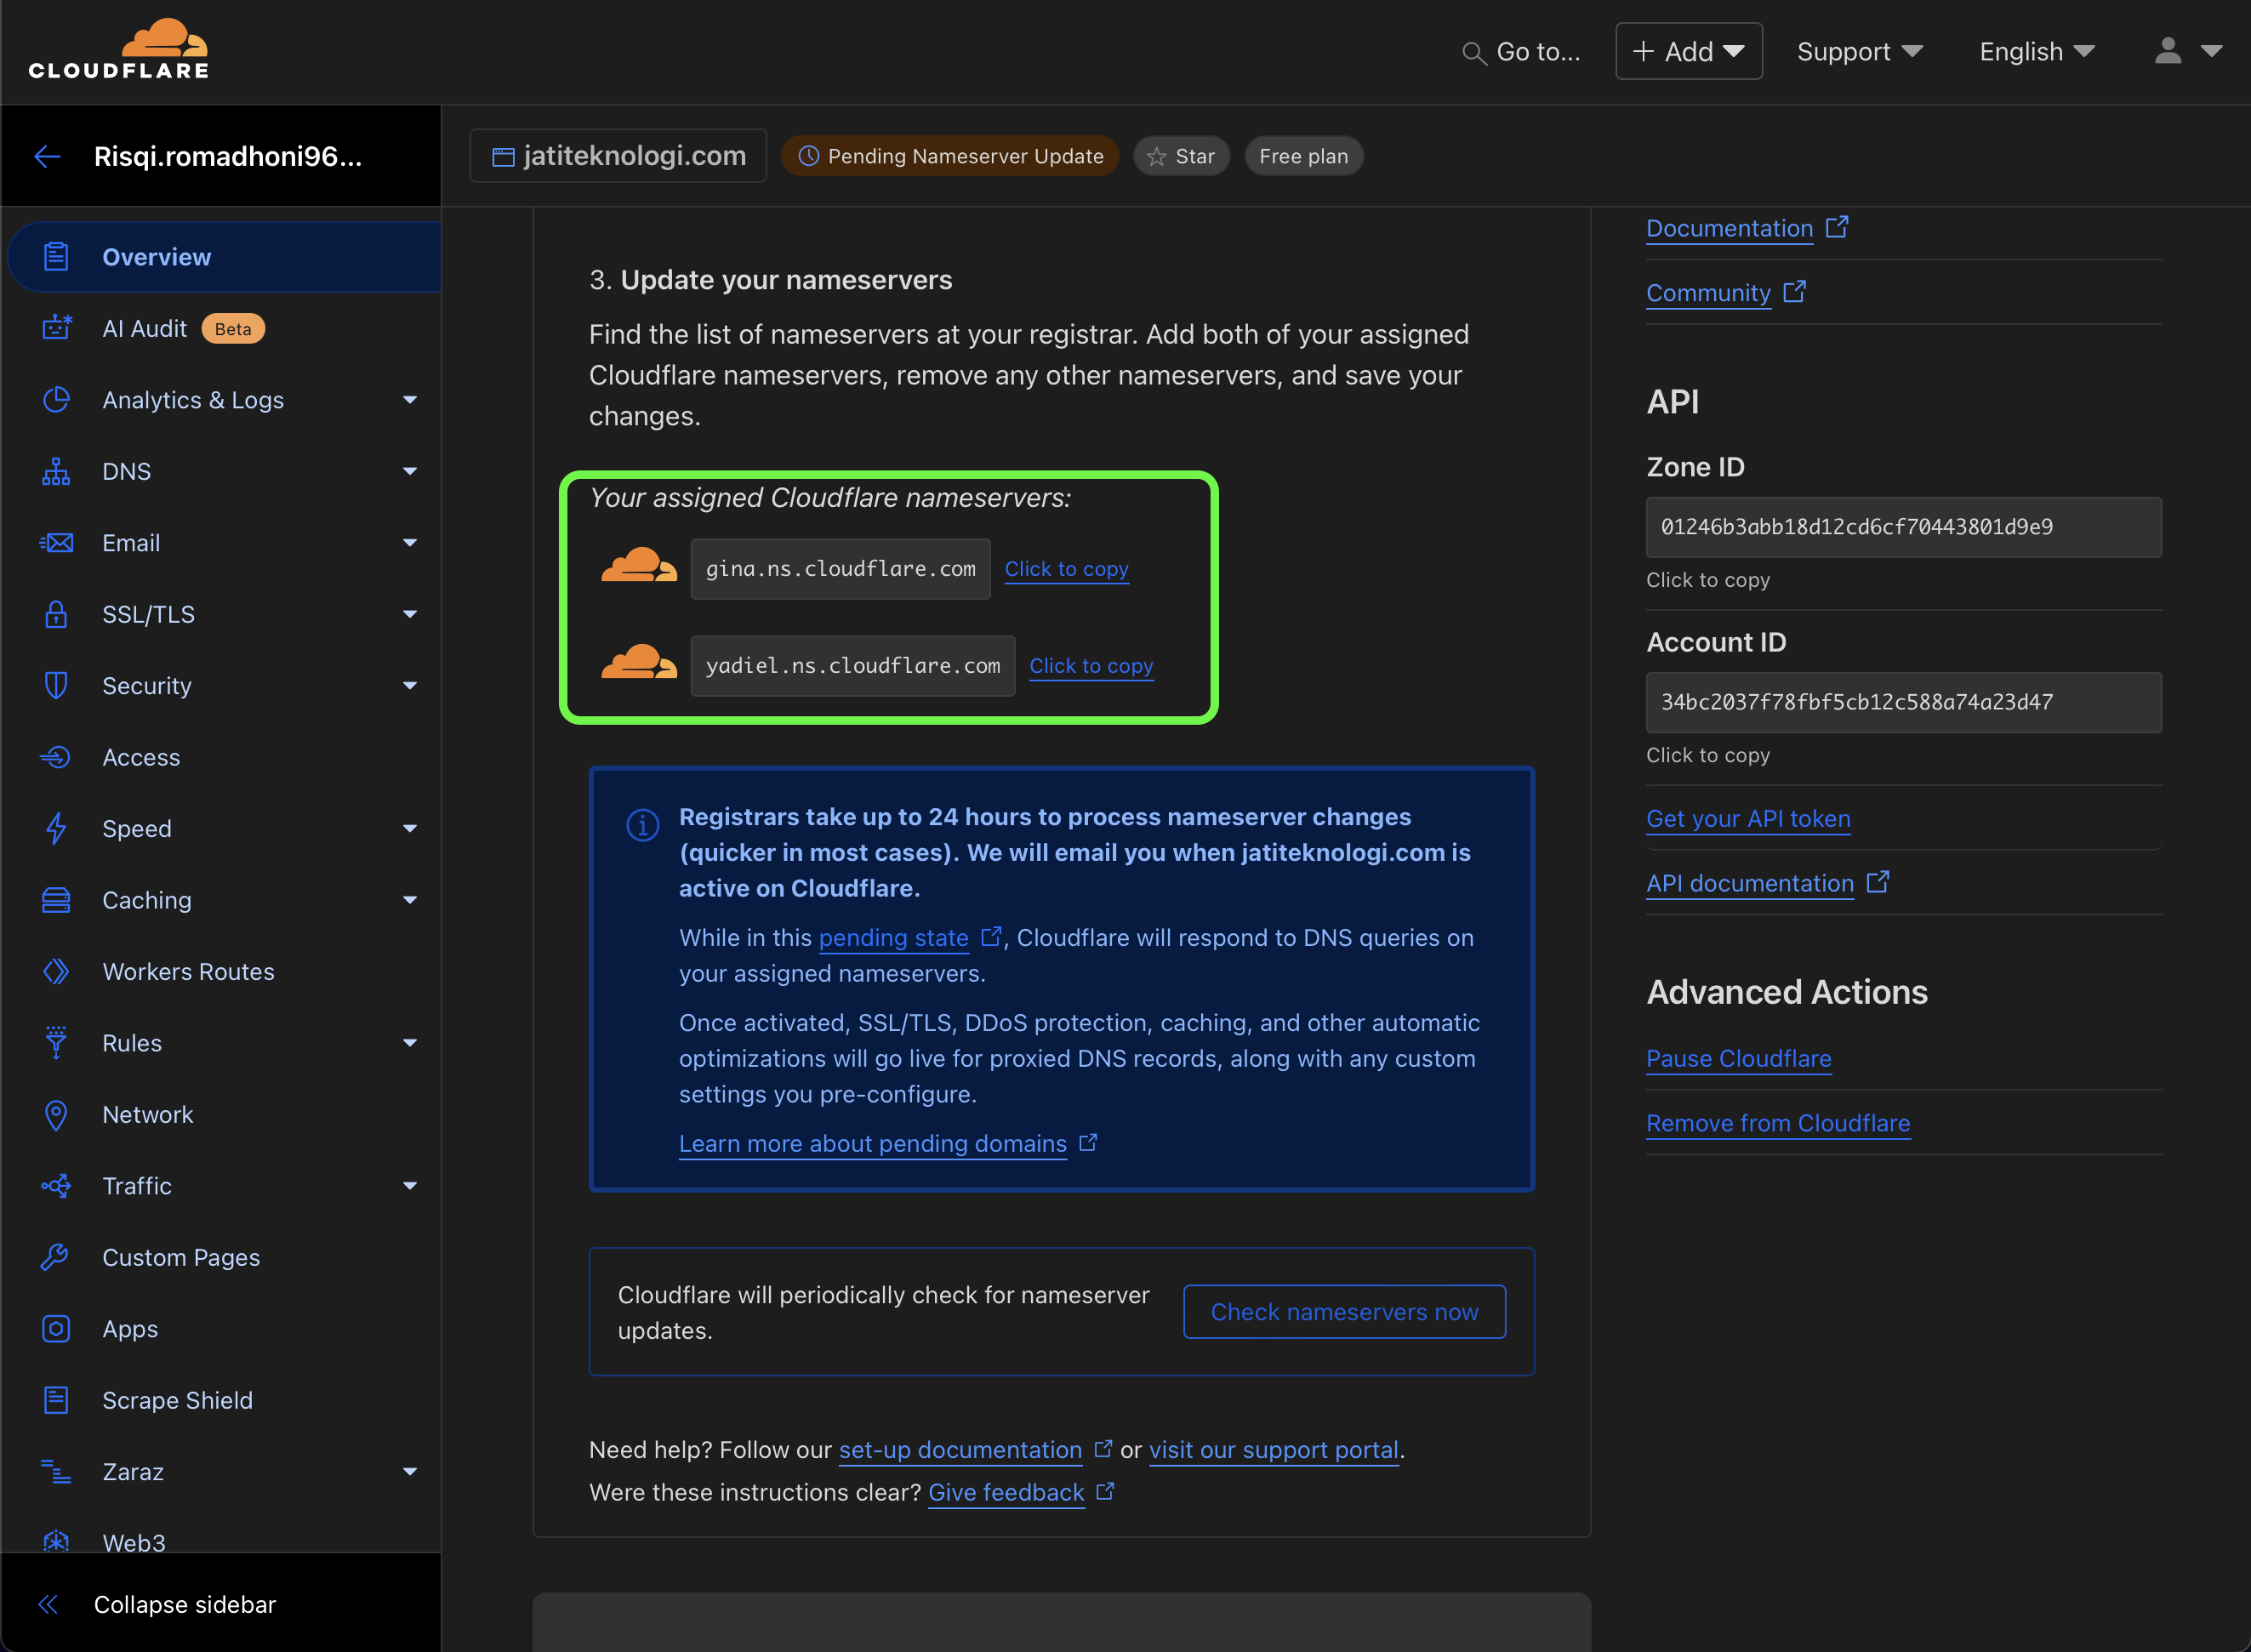 CLOUDFLARE
Go to...
+ Add
Support
English
Risqi.romadhoni96...
jatiteknologi.com
Pending Nameserver Update
Star
Free plan
Overview
AI Audit Beta
Analytics & Logs
DNS
Email
SSL/TLS
Security
Access
Speed
Caching
Workers Routes
Rules
Network
Traffic
Custom Pages
Apps
Scrape Shield
Zaraz
Web3
Collapse sidebar
3. Update your nameservers
Find the list of nameservers at your registrar. Add both of your assigned
Cloudflare nameservers, remove any other nameservers, and save your
changes.
Your assigned Cloudflare nameservers:
gina.ns.cloudflare.com Click to copy
yadiel.ns.cloudflare.com Click to copy
Registrars take up to 24 hours to process nameserver changes
(quicker in most cases). We will email you when jatiteknologi.com is
active on Cloudflare.
While in this pending state , Cloudflare will respond to DNS queries on
your assigned nameservers.
Once activated, SSL/TLS, DDoS protection, caching, and other automatic
optimizations will go live for proxied DNS records, along with any custom
settings you pre-configure.
Learn more about pending domains
Cloudflare will periodically check for nameserver
updates.
Check nameservers now
Need help? Follow our set-up documentation or visit our support portal.
Were these instructions clear? Give feedback
Documentation
Community
API
Zone ID
01246b3abb18d12cd6cf70443801d9e9
Click to copy
Account ID
34bc2037f78fbf5cb12c588a74a23d47
Click to copy
Get your API token
API documentation
Advanced Actions
Pause Cloudflare
Remove from Cloudflare